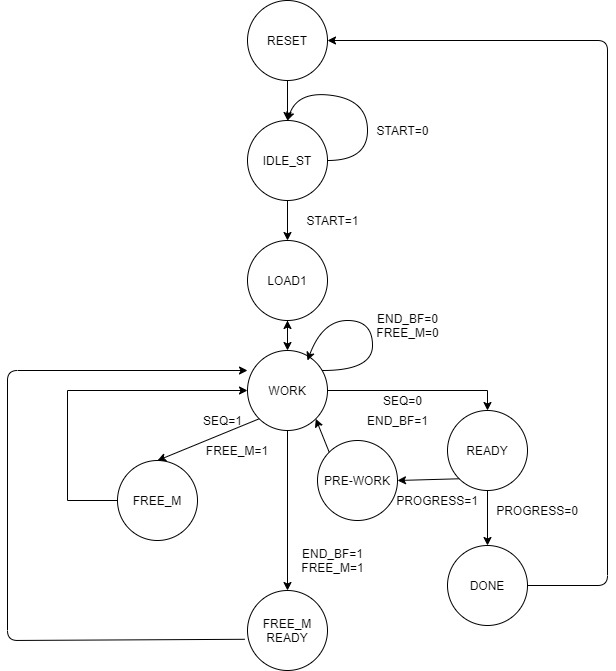 RESET
START=0
IDLE_ST
START=1
LOAD1
END_BF=0
FREE_M=0
WORK
SEQ=0
SEQ=1
END_BF=1
FREE_M=1
READY
PRE-WORK
FREE_M
PROGRESS=1
PROGRESS=0
END_BF=1
FREE_M=1
DONE
FREE_M
READY